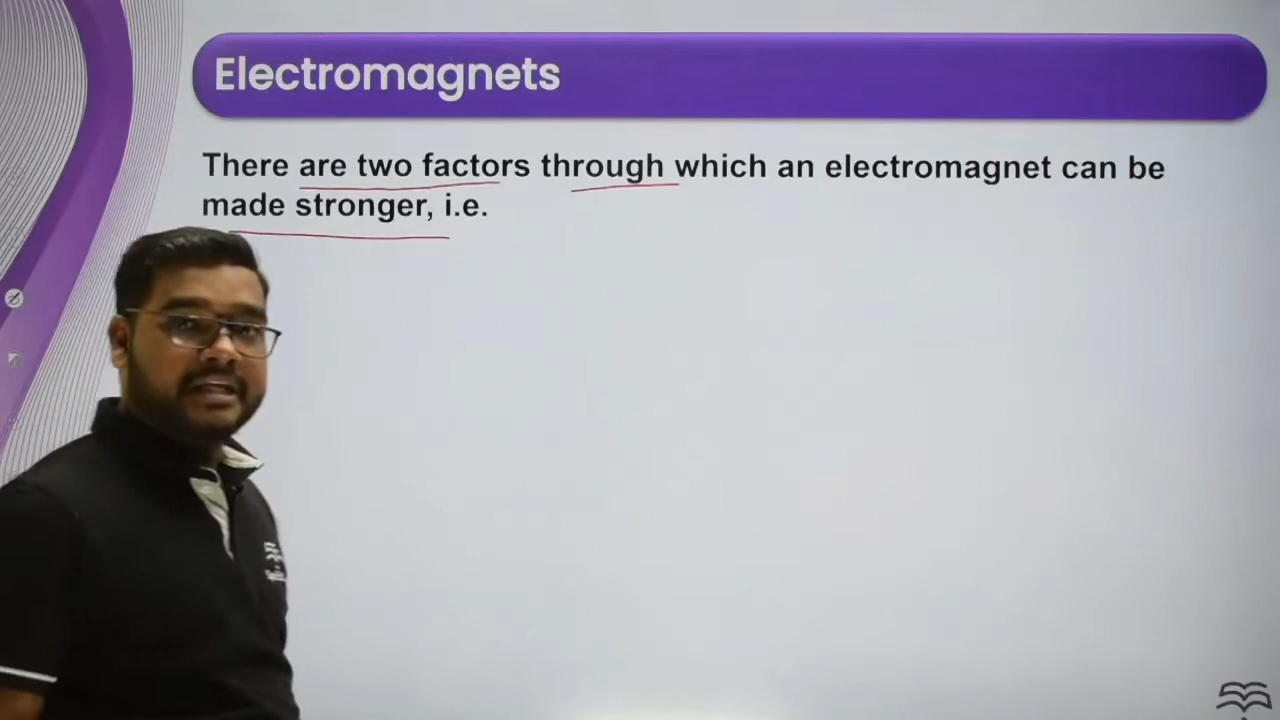 Electromagnets
There are two factors through which an electromagnet can be
made stronger, i.e.